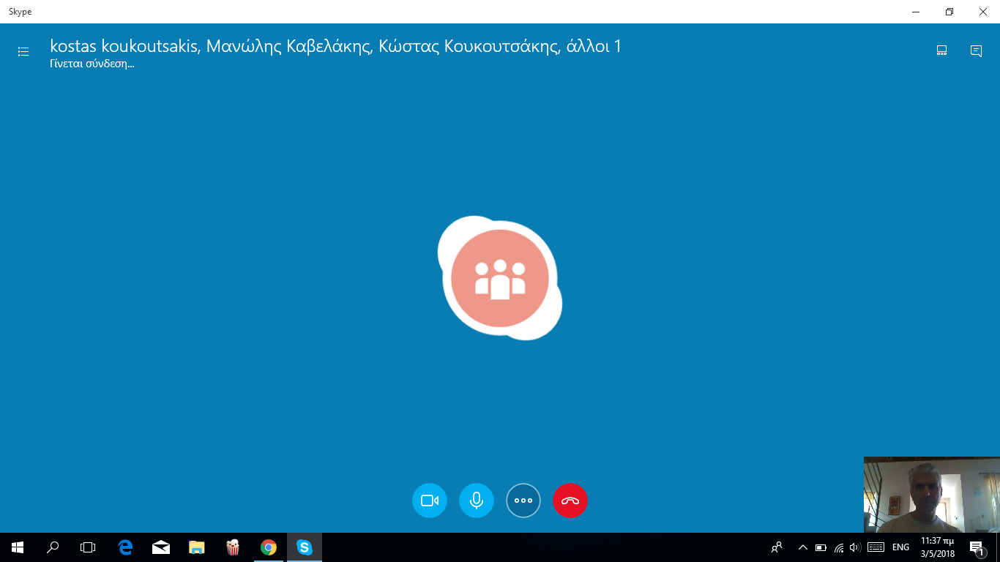 Skype
kostas koukoutsakis, Μανώλης Καβελάκης, Κώστας Κουκουτσάκης, άλλοι 1
Γίνεται σύνδεση...
ENG
11:37 πμ
3/5/2018
1